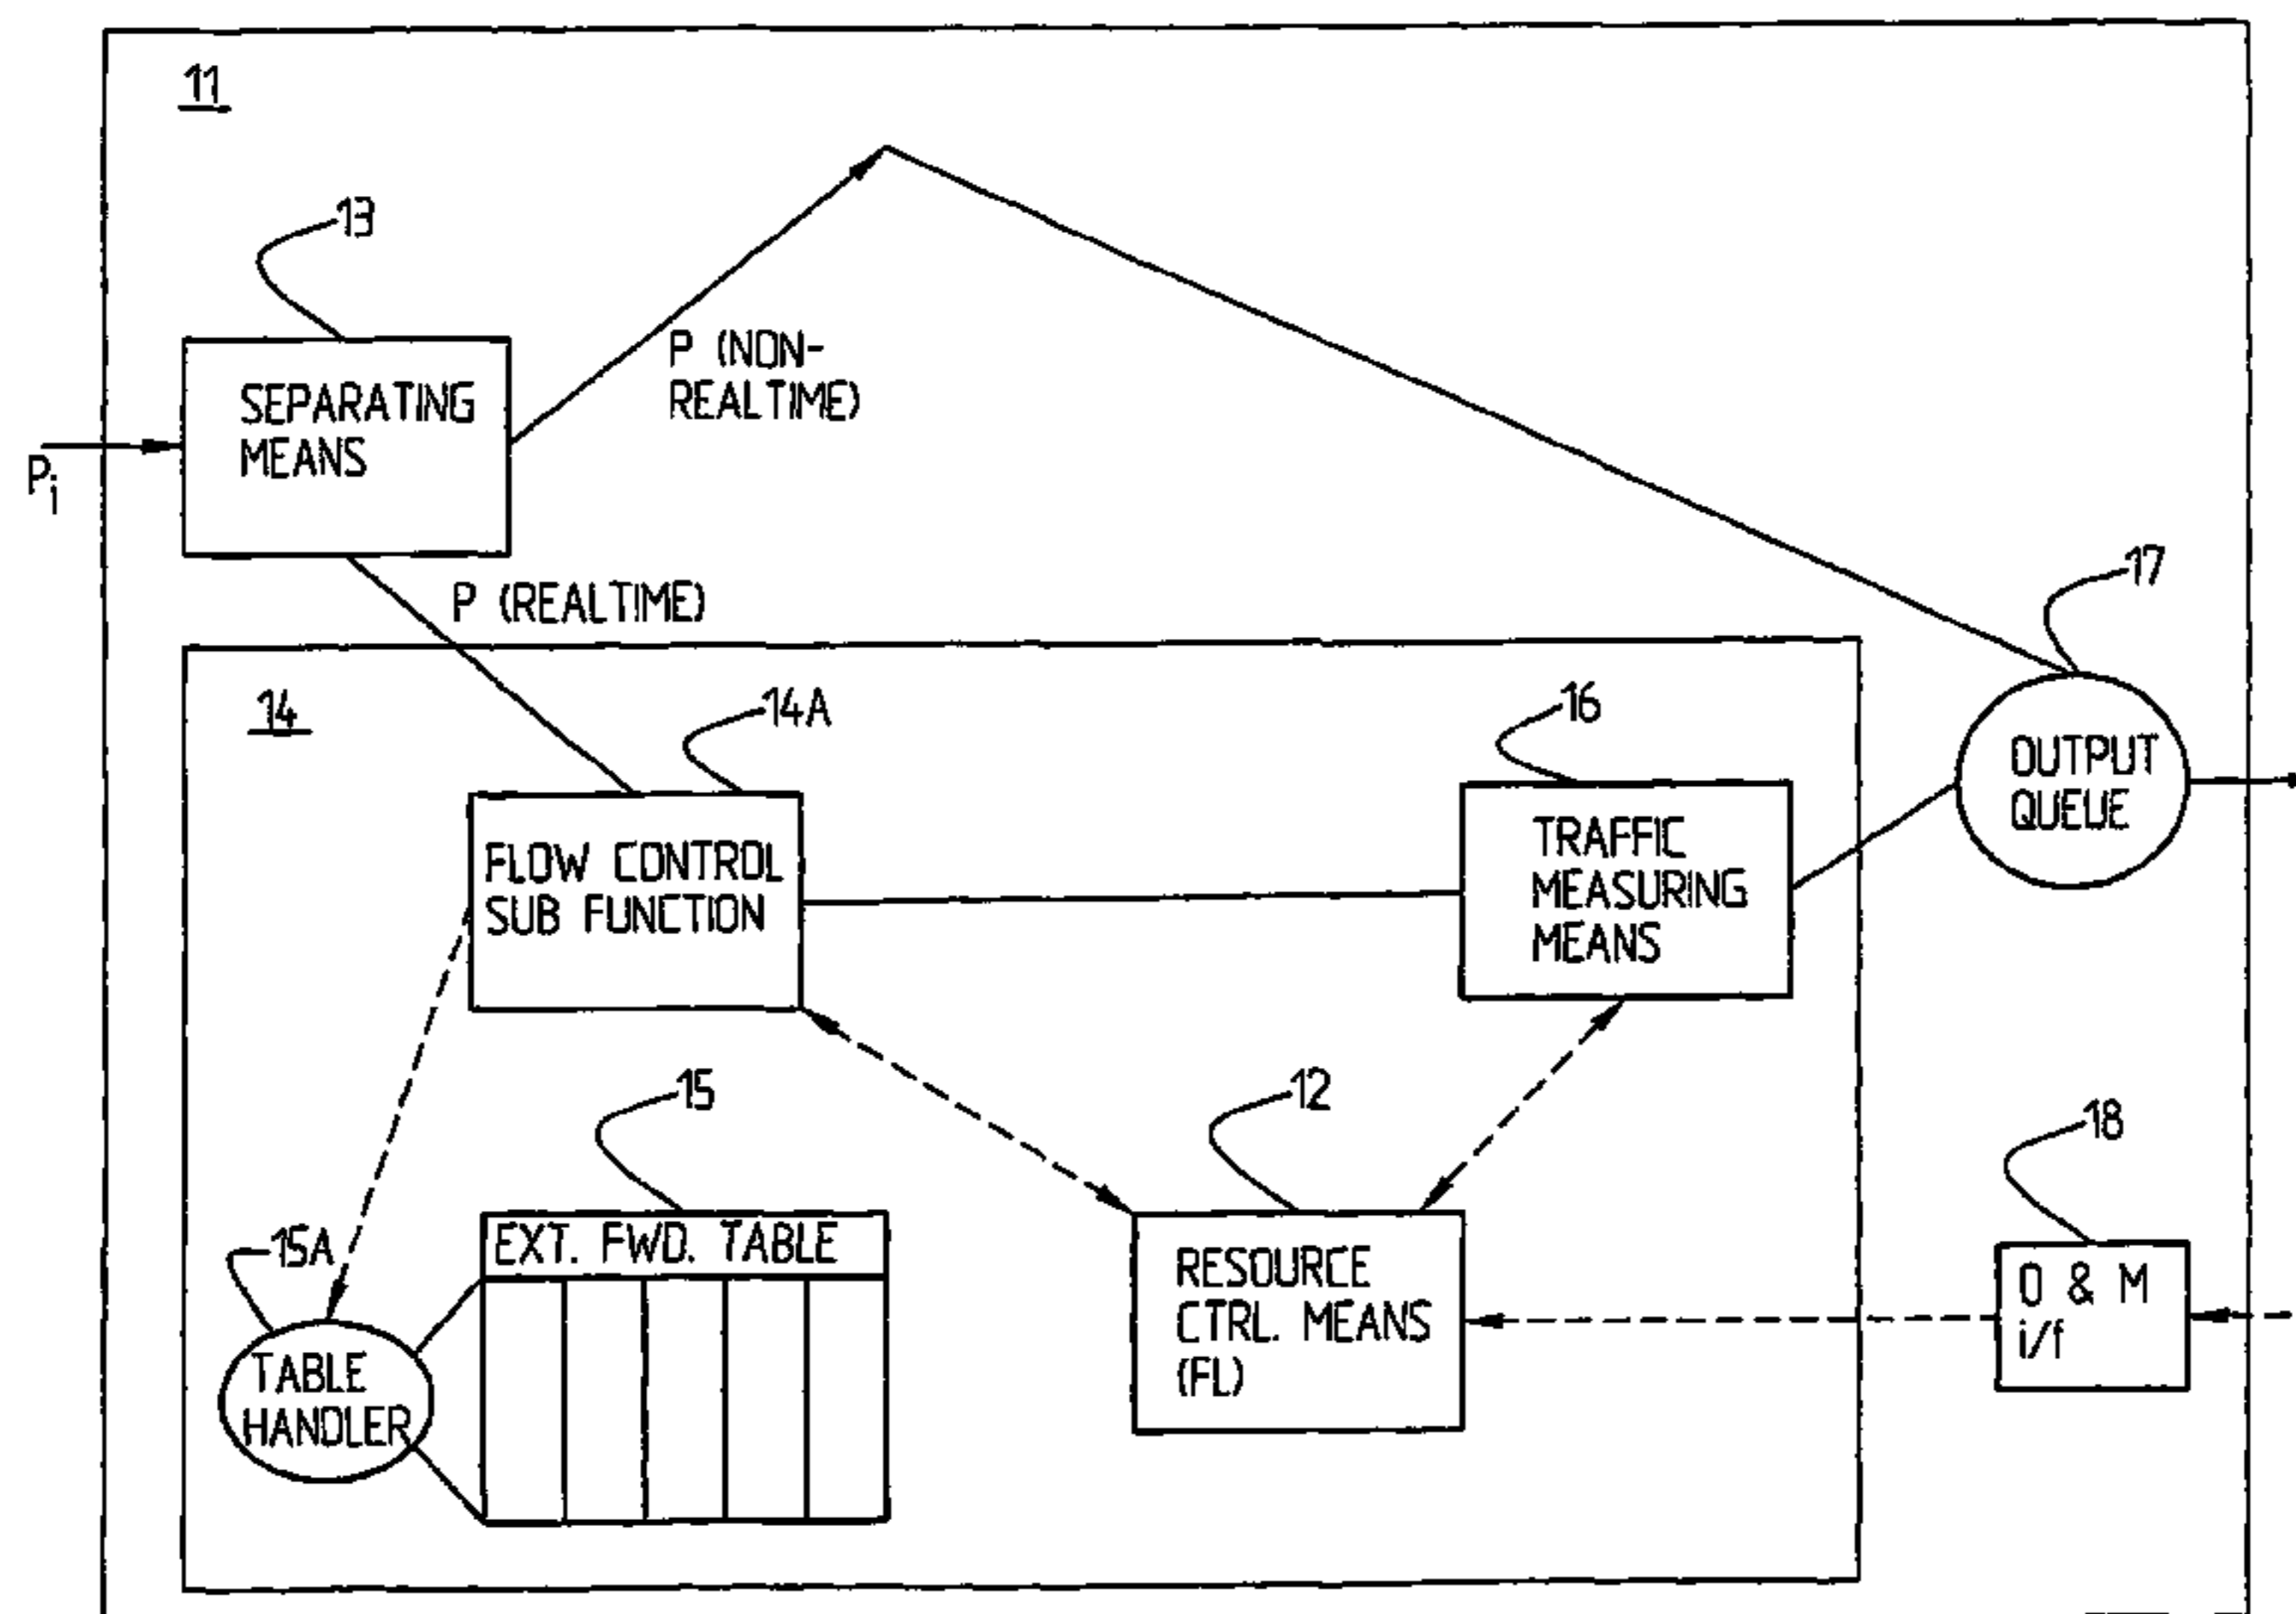 11
13
SEPARATING
MEANS
Pi
P (NON-
REALTIME)
P (REALTIME)
17
OUTPUT
QUEUE
14
14A
FLOW CONTROL
SUB FUNCTION
16
TRAFFIC
MEASURING
MEANS
15
EXT. FWD. TABLE
15A
TABLE
HANDLER
12
RESOURCE
CTRL. MEANS
(FL)
18
O & M
i/f